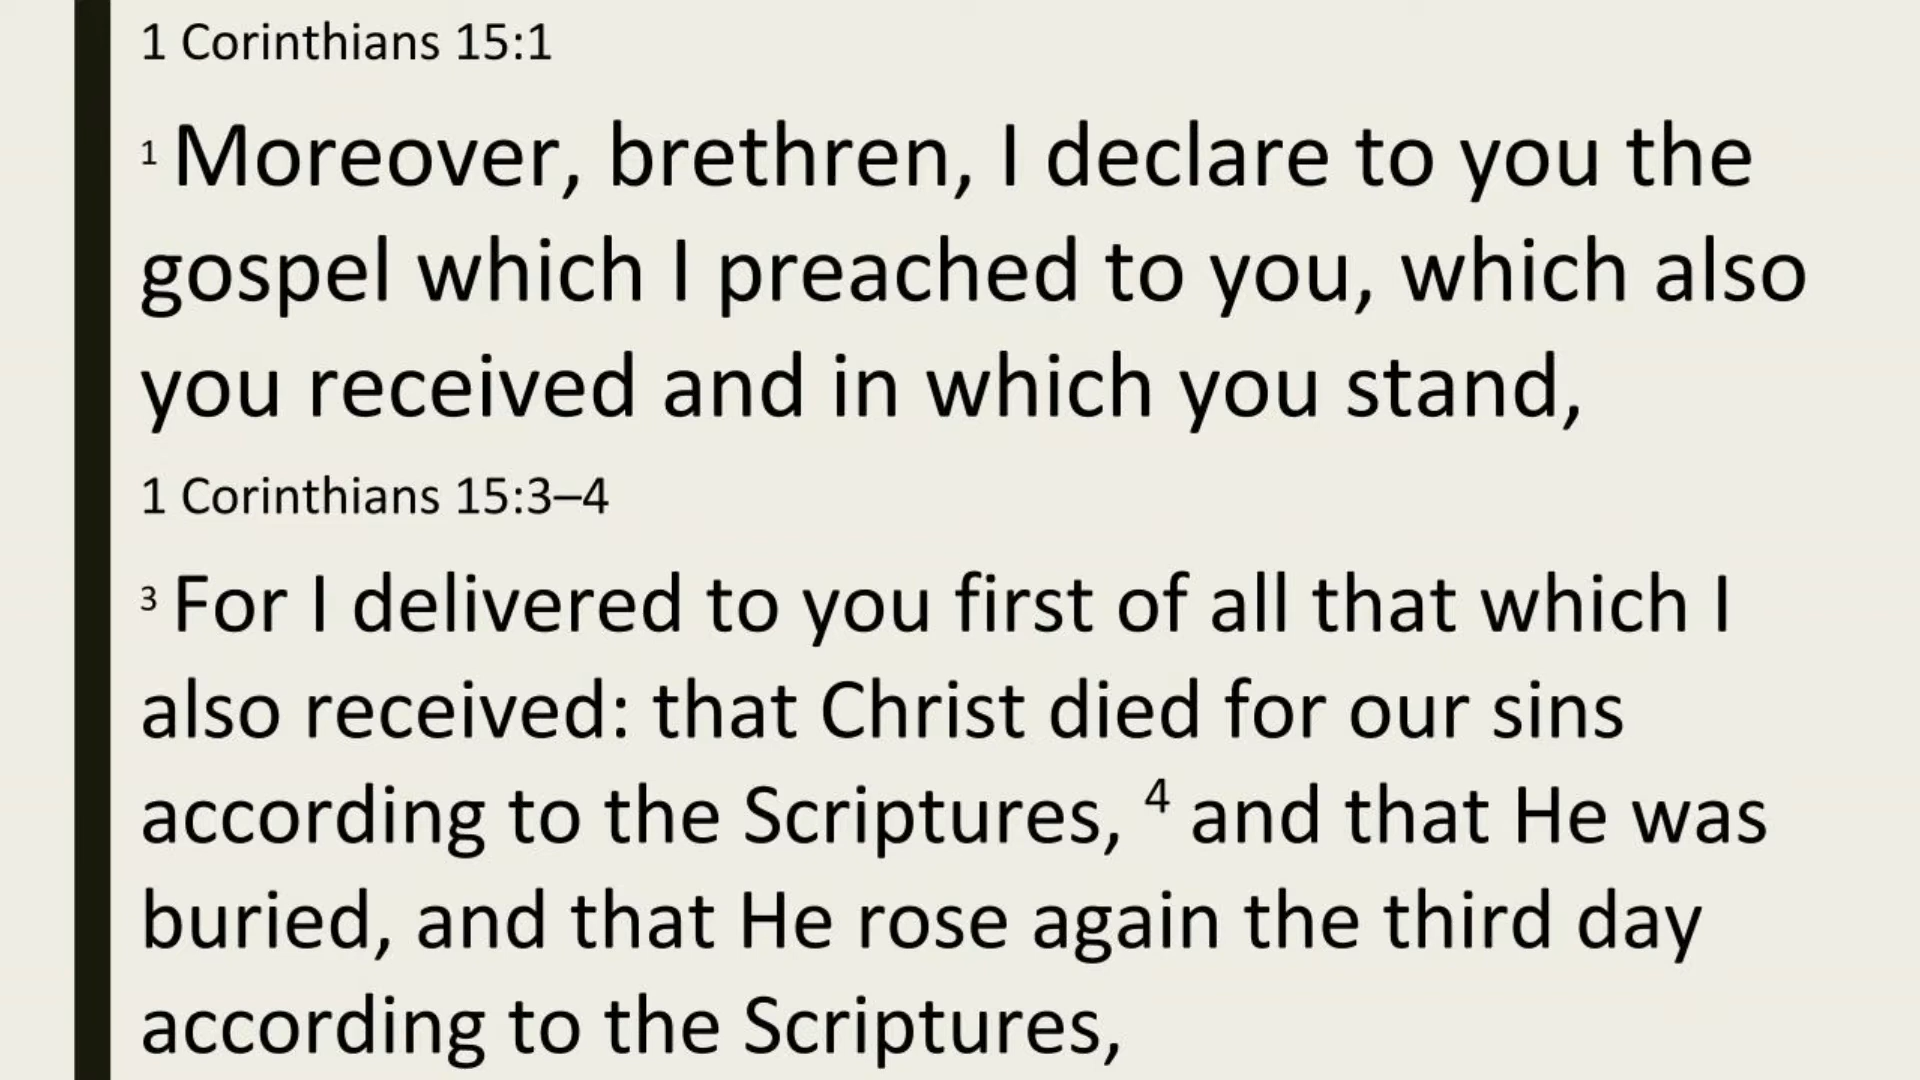 1 Corinthians 15:1
1 Moreover, brethren, I declare to you the
gospel which I preached to you, which also
you received and in which you stand,
1 Corinthians 15:3–4
3 For I delivered to you first of all that which I
also received: that Christ died for our sins
according to the Scriptures, 4 and that He was
buried, and that He rose again the third day
according to the Scriptures,